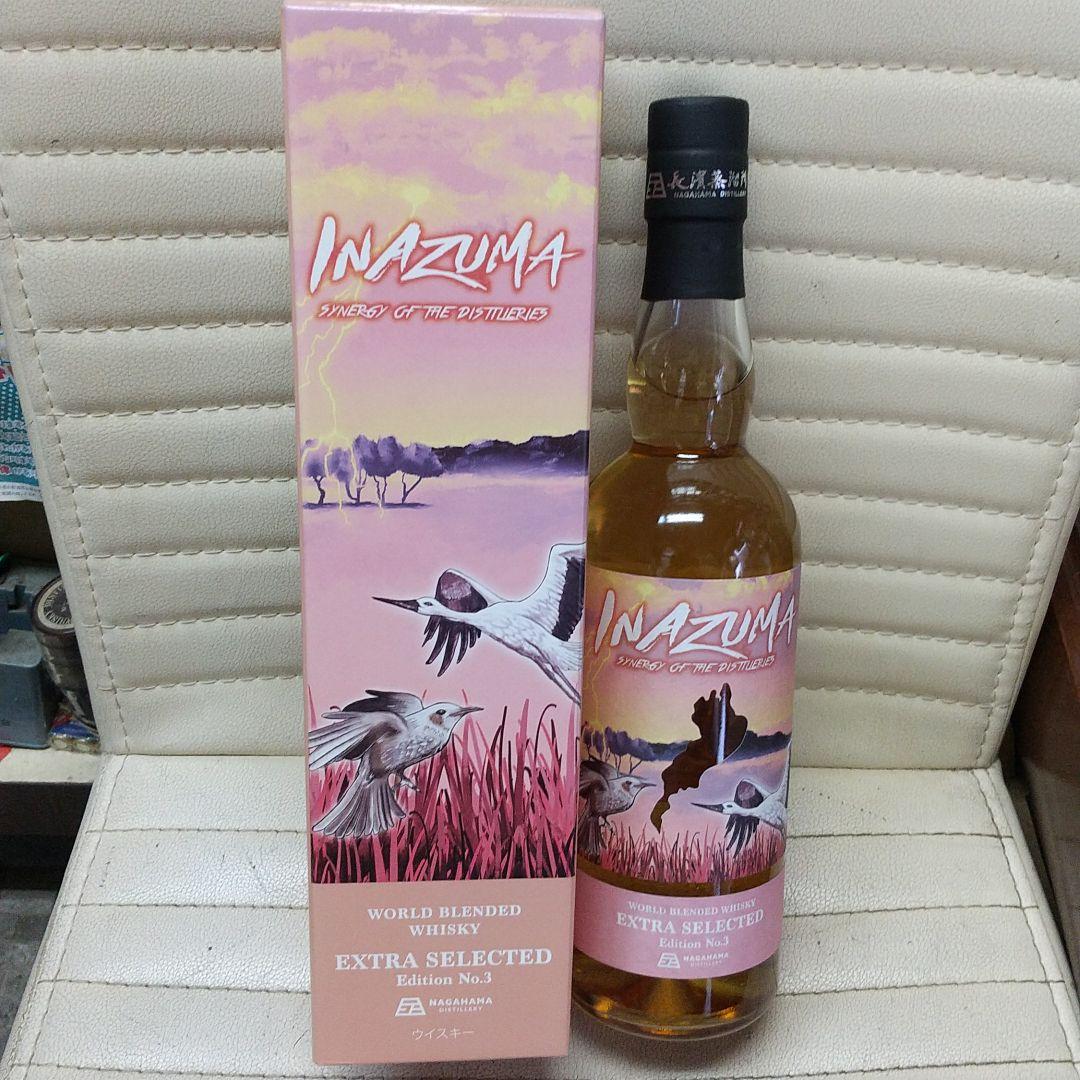 INAZUMA
SYNERGY OF THE DISTILLERIES
WORLD BLENDED
WHISKY
EXTRA SELECTED
Edition No.3
NAGAHAMA
DISTILLERY
ウイスキー
長濱蒸溜所
NAGAHAMA DISTILLERY
INAZUMA
SYNERGY OF THE DISTILLERIES
WORLD BLENDED WHISKY
EXTRA SELECTED
Edition No.3
NAGAHAMA
DISTILLERY